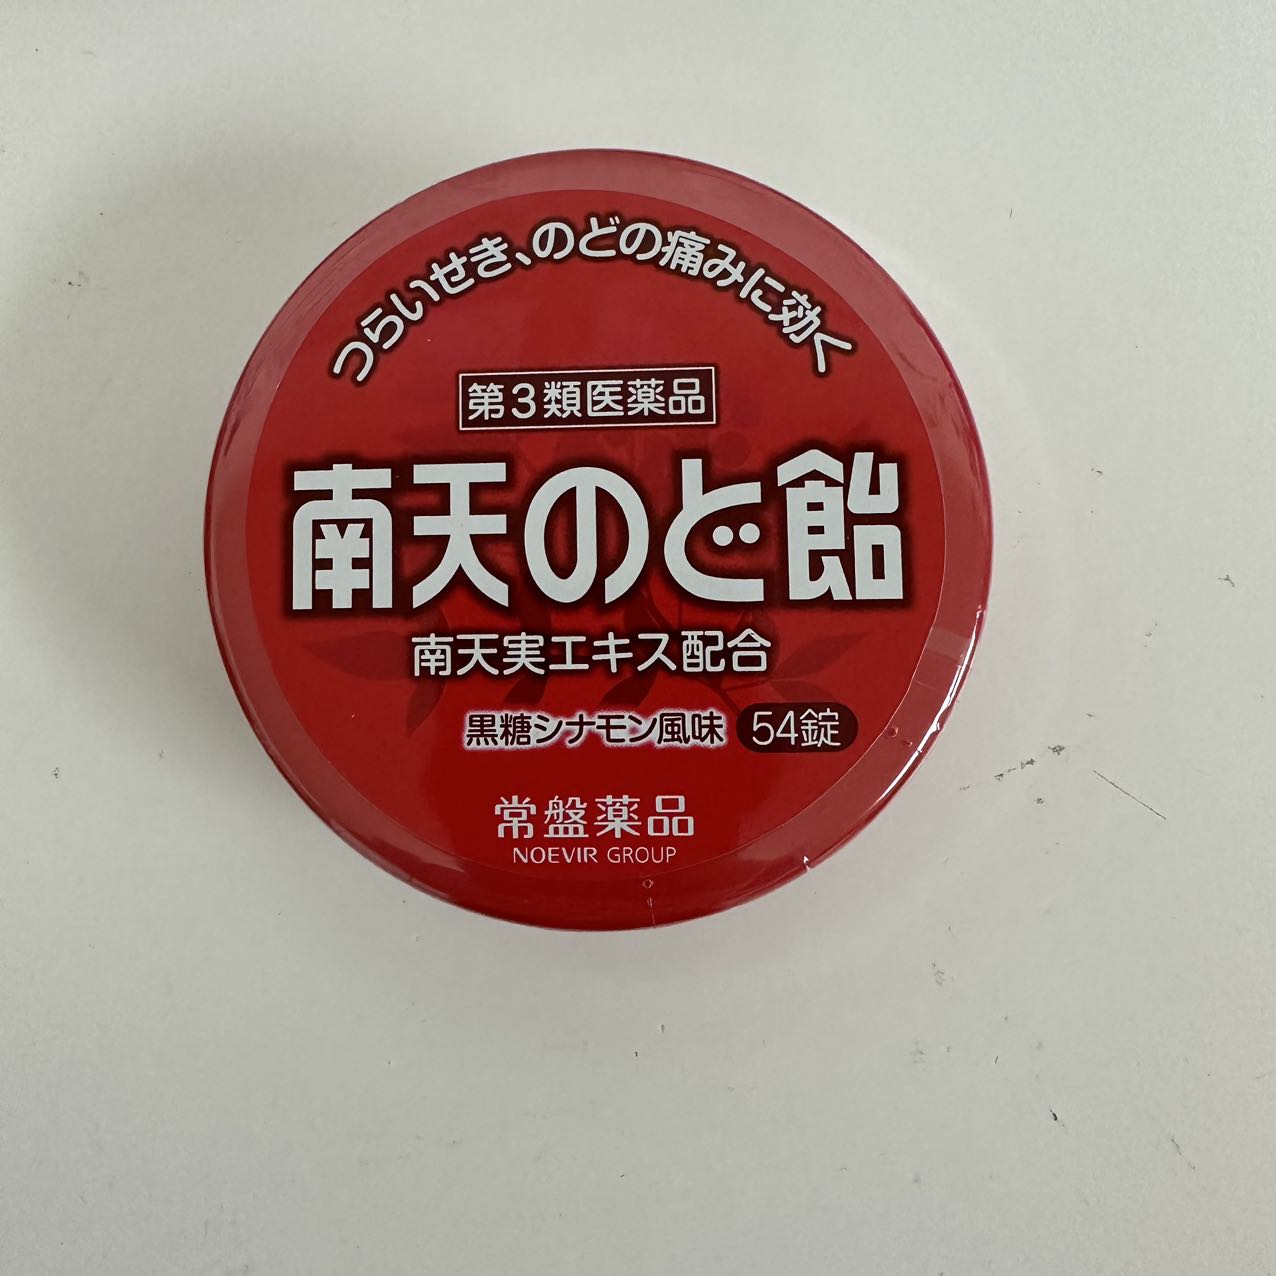 つらいせき、のどの痛みに効く
第3類医薬品
南天のど飴
南天実エキス配合
黒糖シナモン風味 54錠
常盤薬品
NOEVIR GROUP